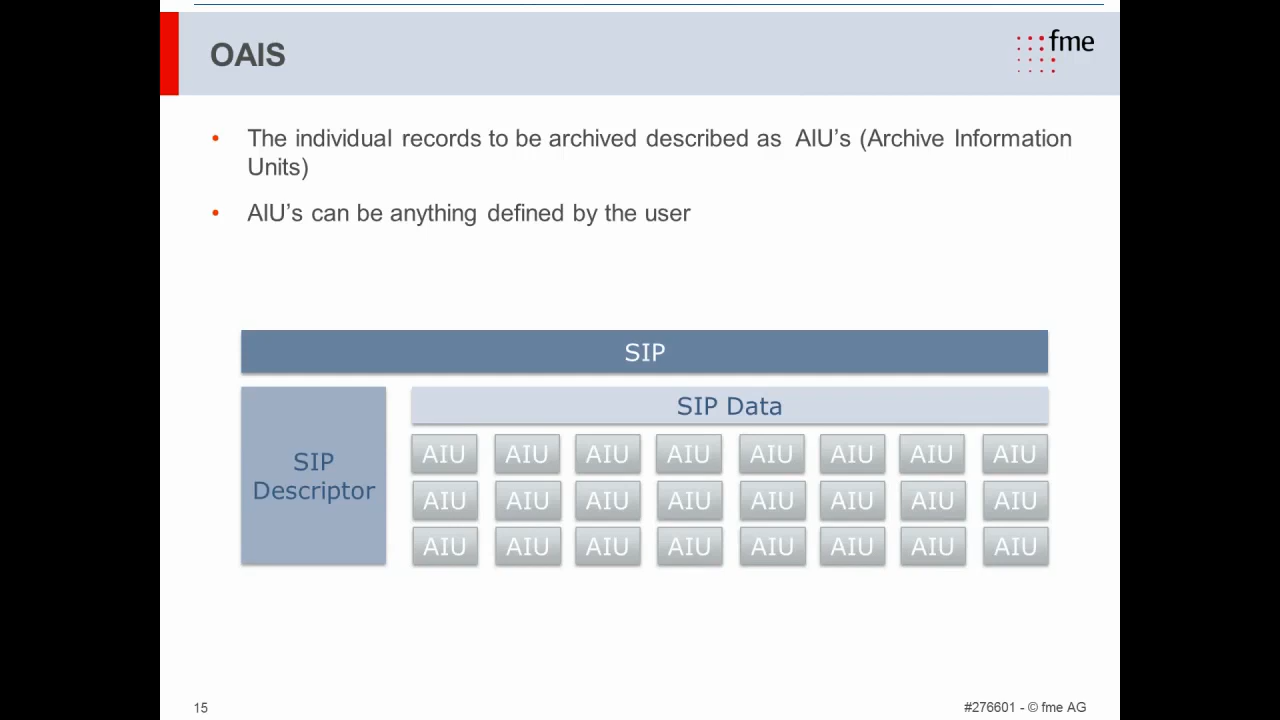 OAIS
fme
• The individual records to be archived described as AIU's (Archive Information
Units)
• AIU's can be anything defined by the user
SIP
SIP Data
SIP
Descriptor
AIU AIU AIU AIU AIU AIU AIU AIU
AIU AIU AIU AIU AIU AIU AIU AIU
AIU AIU AIU AIU AIU AIU AIU AIU
15
#276601 - © fme AG